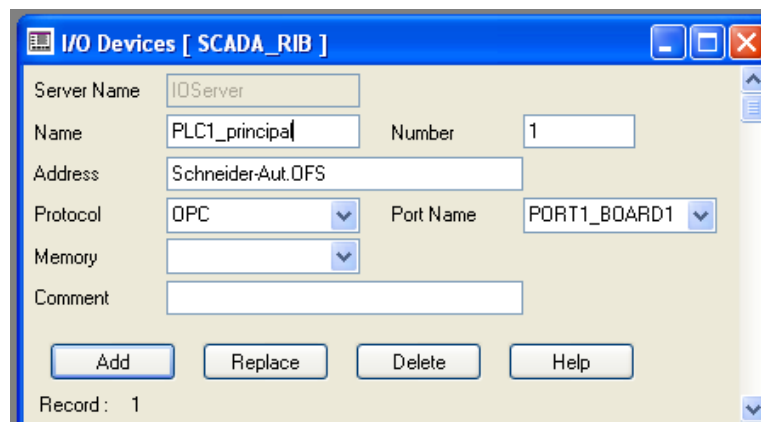 I/O Devices [ SCADA_RIB ]
Server Name IOServer
Name PLC1_principal Number 1
Address Schneider-Aut.OFS
Protocol OPC Port Name PORT1_BOARD1
Memory
Comment
Add Replace Delete Help
Record : 1